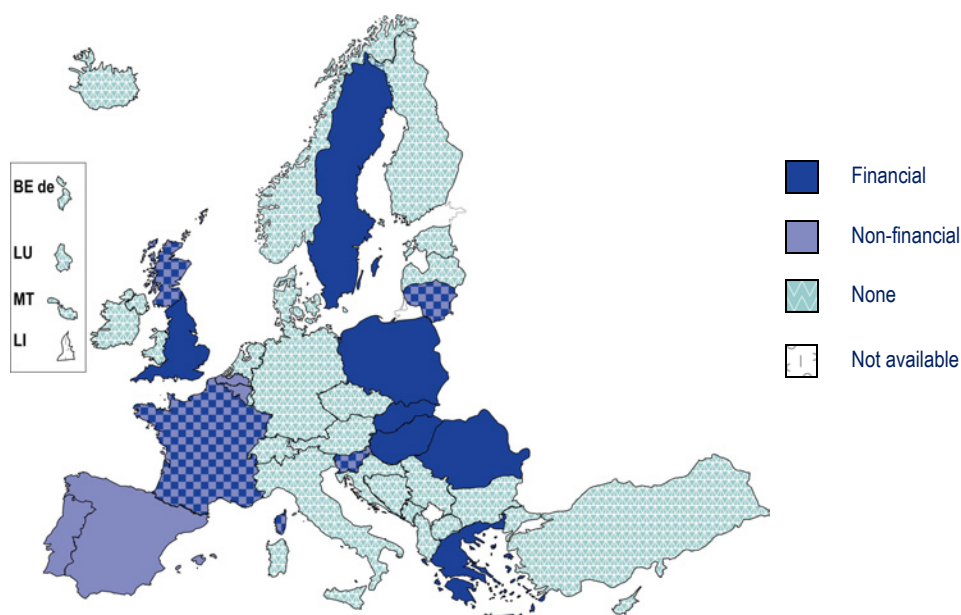 BE de
LU
MT
LI
Financial
Non-financial
None
Not available